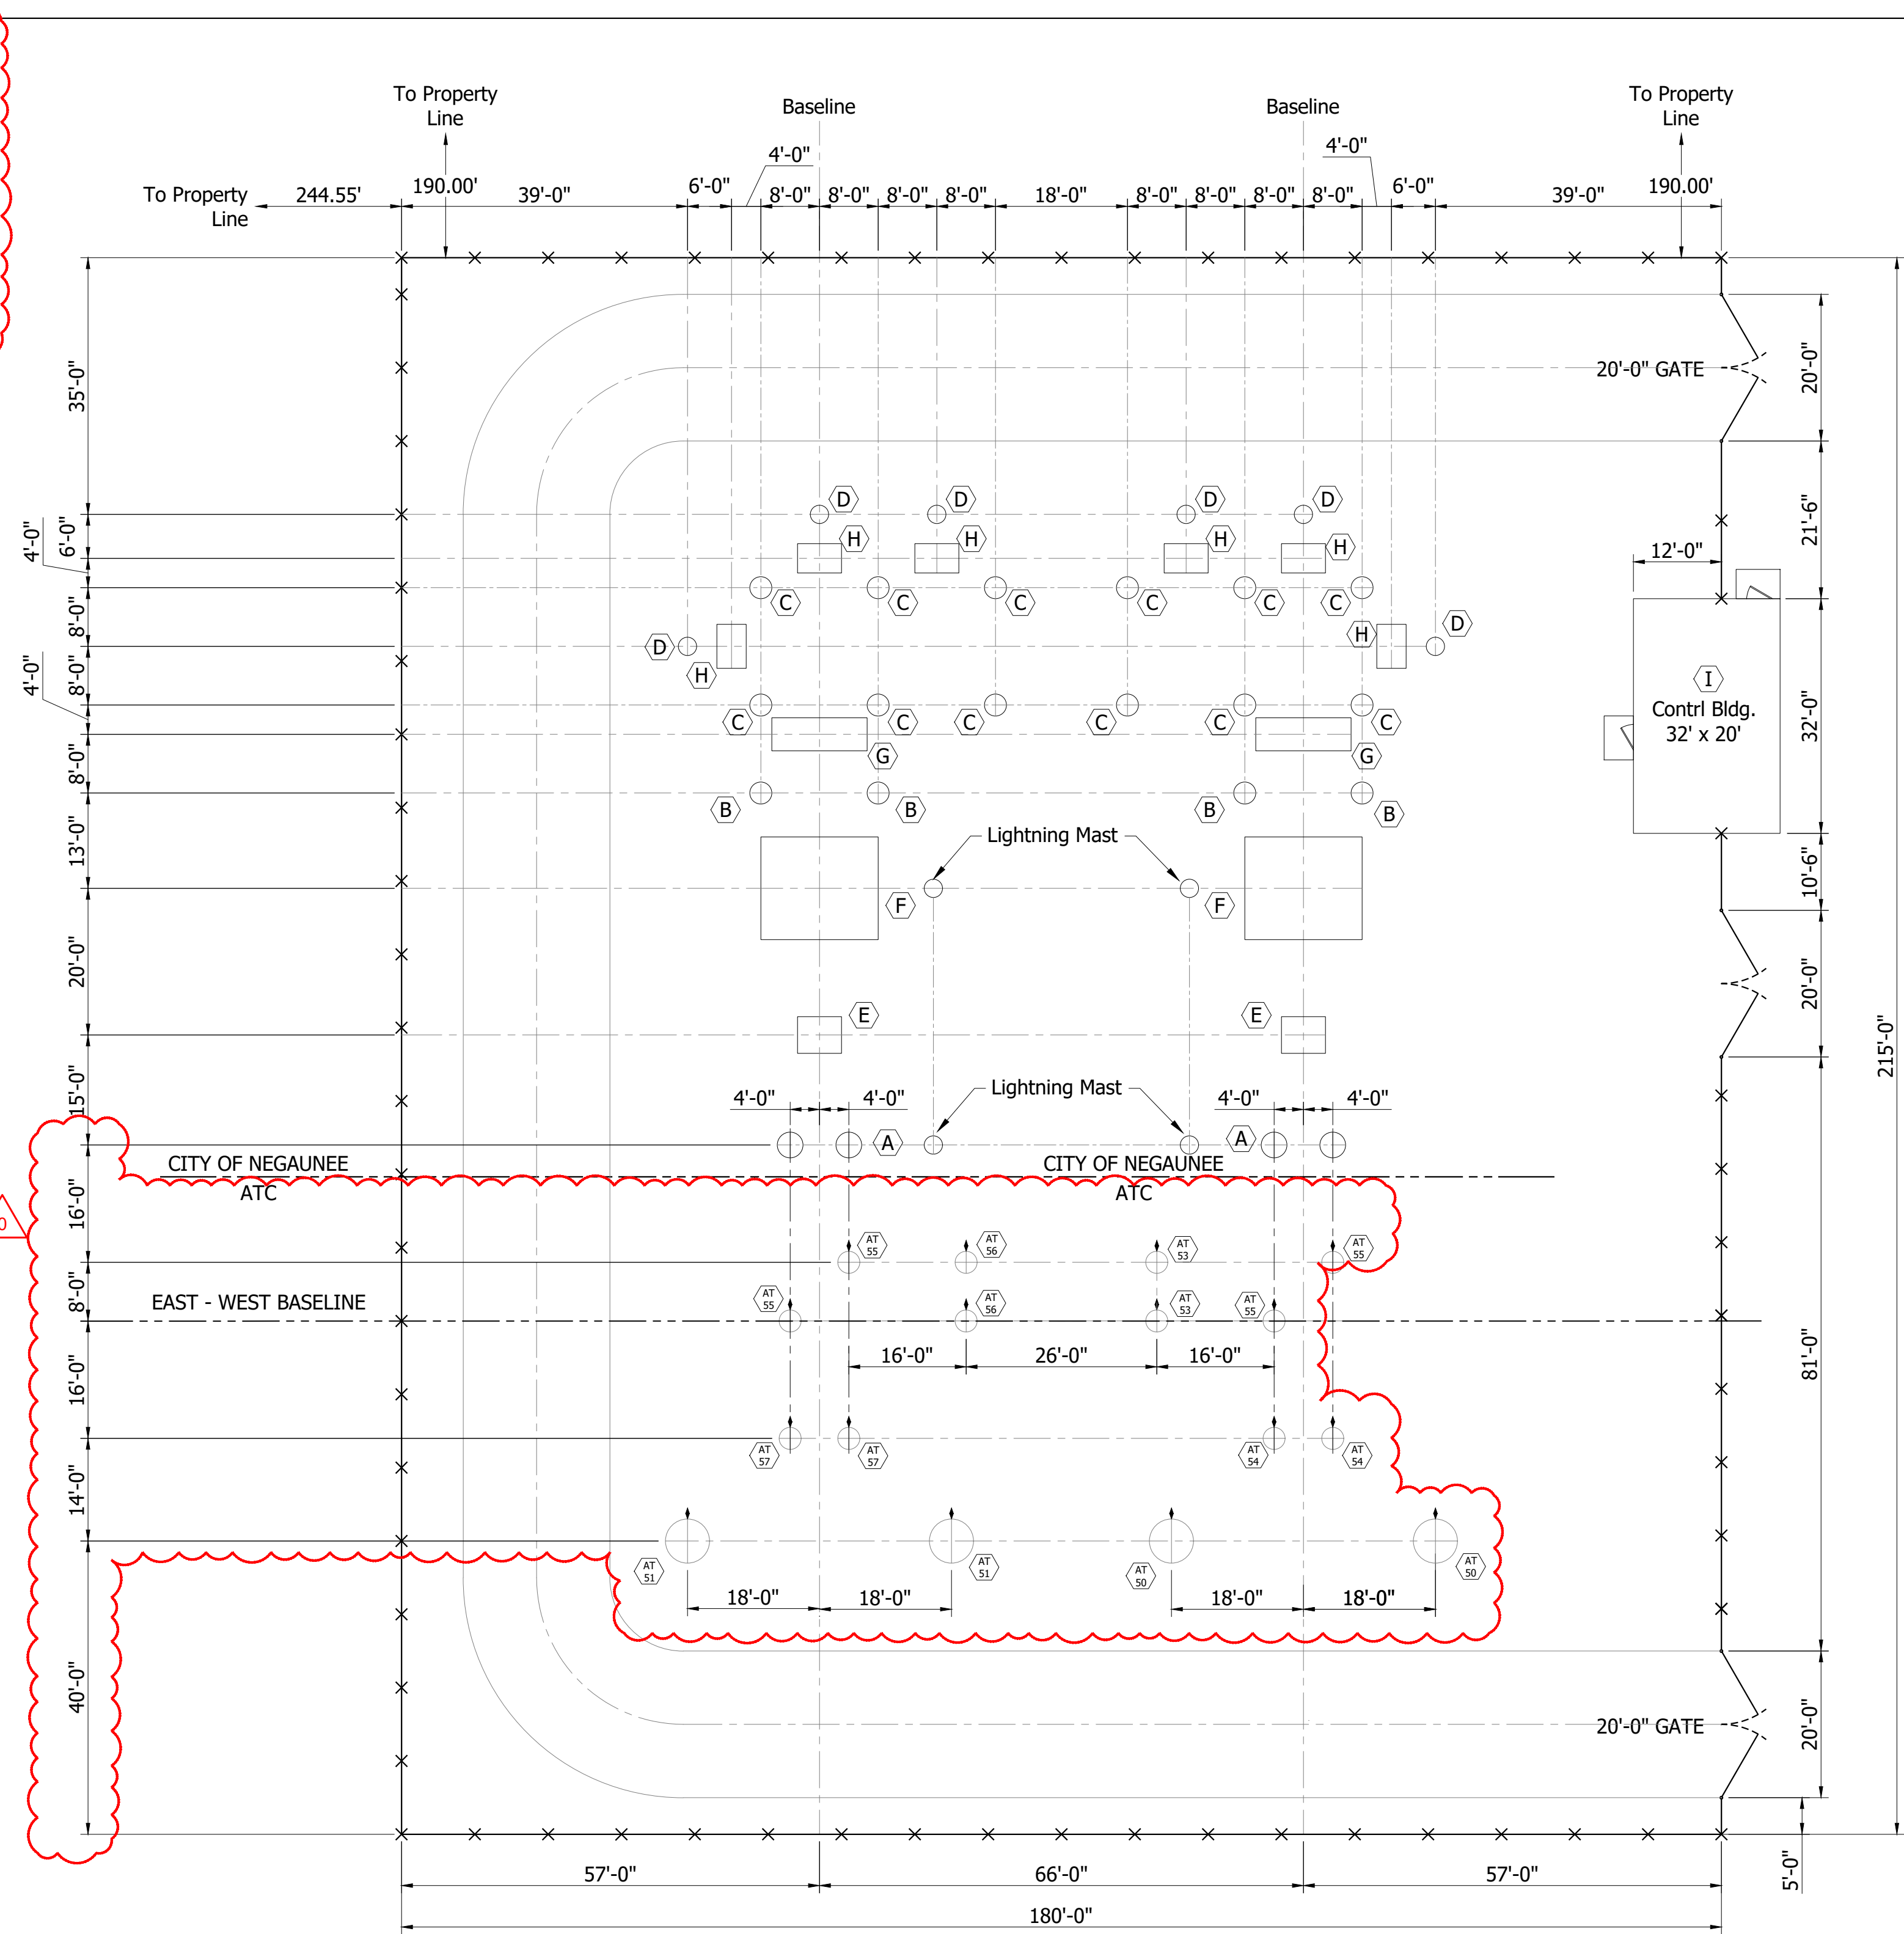 To Property
Line
Baseline
Baseline
To Property
Line
4'-0"
4'-0"
To Property
Line
244.55'
190.00'
39'-0"
6'-0"
8'-0"
8'-0"
8'-0"
8'-0"
18'-0"
8'-0"
8'-0"
8'-0"
8'-0"
6'-0"
39'-0"
190.00'
35'-0"
20'-0" GATE
20'-0"
4'-0"
6'-0"
D
D
D
D
H
H
H
H
21'-6"
12'-0"
8'-0"
C
C
C
C
C
C
D
H
H
D
4'-0"
8'-0"
I
Contrl Bldg.
32' x 20'
32'-0"
C
C
C
C
C
C
8'-0"
G
G
B
B
B
B
13'-0"
Lightning Mast
F
F
10'-6"
20'-0"
20'-0"
E
E
215'-0"
15'-0"
Lightning Mast
4'-0"
4'-0"
4'-0"
4'-0"
A
A
CITY OF NEGAUNEE
CITY OF NEGAUNEE
ATC
ATC
16'-0"
0
AT
55
AT
56
AT
53
AT
55
8'-0"
EAST - WEST BASELINE
AT
55
AT
56
AT
53
AT
55
16'-0"
26'-0"
16'-0"
16'-0"
81'-0"
AT
57
AT
57
AT
54
AT
54
14'-0"
AT
51
AT
51
AT
50
AT
50
18'-0"
18'-0"
18'-0"
18'-0"
40'-0"
20'-0" GATE
20'-0"
5'-0"
57'-0"
66'-0"
57'-0"
180'-0"